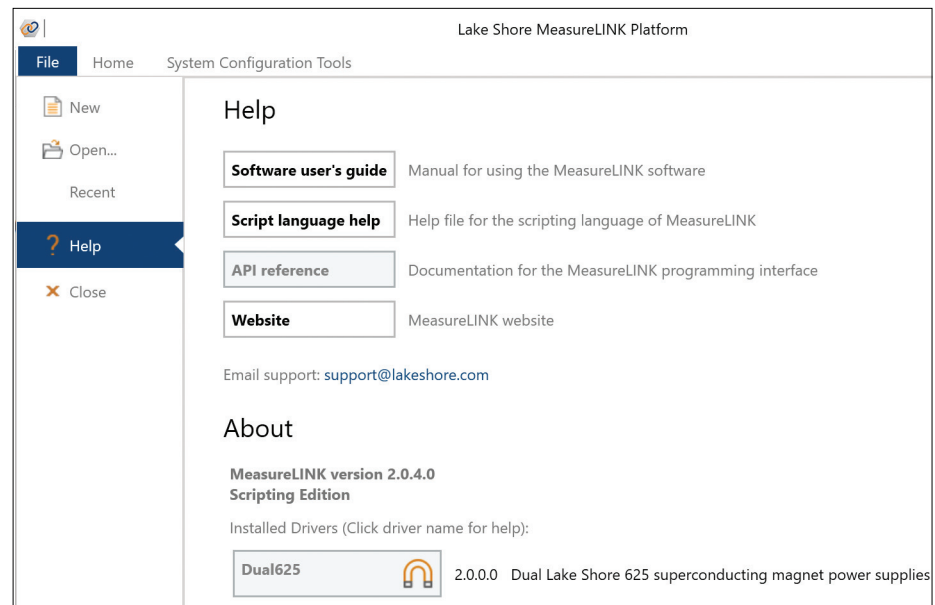 Lake Shore MeasureLINK Platform
File Home System Configuration Tools
New
Open...
Recent
? Help
Close
Help
Software user's guide Manual for using the MeasureLINK software
Script language help Help file for the scripting language of MeasureLINK
API reference Documentation for the MeasureLINK programming interface
Website MeasureLINK website
Email support: support@lakeshore.com
About
MeasureLINK version 2.0.4.0
Scripting Edition
Installed Drivers (Click driver name for help):
Dual625 2.0.0.0 Dual Lake Shore 625 superconducting magnet power supplies